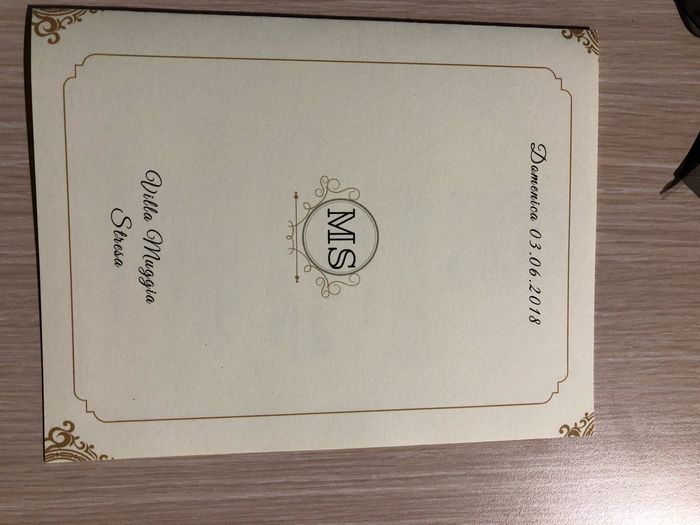 Domenica 03.06.2018
MS
Villa Muggia
Stresa